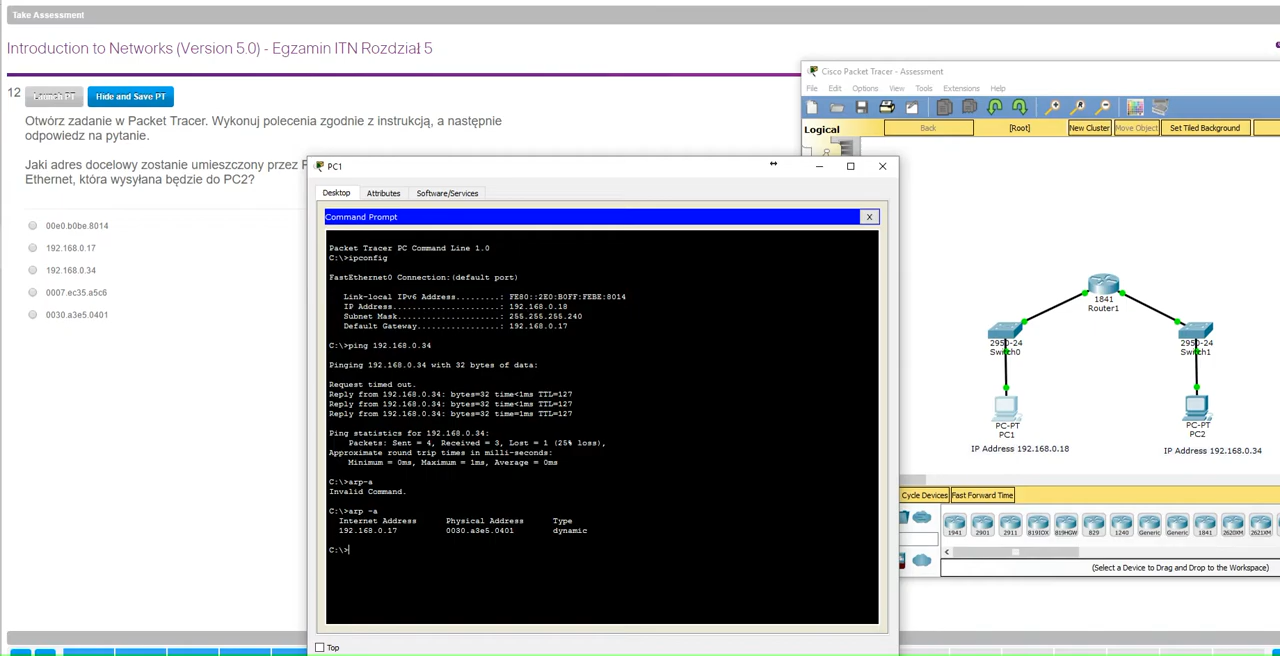 Take Assessment
Introduction to Networks (Version 5.0) - Egzamin ITN Rozdział 5
12
Launch PT
Hide and Save PT
Otwórz zadanie w Packet Tracer. Wykonuj polecenia zgodnie z instrukcją, a następnie
odpowiedz na pytanie.
Jaki adres docelowy zostanie umieszczony przez
Ethernet, która wysyłana będzie do PC2?
00e0.b0be.8014
192.168.0.17
192.168.0.34
0007.ec35.a5c6
0030.a3e5.0401
Cisco Packet Tracer - Assessment
File Edit Options View Tools Extensions Help
Logical
Back
[Root]
New Cluster
Move Object
Set Tiled Background
PC1
Desktop
Attributes
Software/Services
Command Prompt
X
Packet Tracer PC Command Line 1.0
C:\>ipconfig
FastEthernet0 Connection:(default port)
Link-local IPv6 Address.........: FE80::2E0:B0FF:FEBE:8014
IP Address......................: 192.168.0.18
Subnet Mask.....................: 255.255.255.240
Default Gateway.................: 192.168.0.17
C:\>ping 192.168.0.34
Pinging 192.168.0.34 with 32 bytes of data:
Request timed out.
Reply from 192.168.0.34: bytes=32 time<1ms TTL=127
Reply from 192.168.0.34: bytes=32 time<1ms TTL=127
Reply from 192.168.0.34: bytes=32 time=1ms TTL=127
Ping statistics for 192.168.0.34:
Packets: Sent = 4, Received = 3, Lost = 1 (25% loss),
Approximate round trip times in milli-seconds:
Minimum = 0ms, Maximum = 1ms, Average = 0ms
C:\>arp-a
Invalid Command.
C:\>arp -a
Internet Address Physical Address Type
192.168.0.17 0030.a3e5.0401 dynamic
C:\>
Top
1841
Router1
2950-24
Switch0
2950-24
Switch1
PC-PT
PC1
PC-PT
PC2
IP Address 192.168.0.18
IP Address 192.168.0.34
Cycle Devices
Fast Forward Time
1941
2901
2911
819IOX
819HGW
829
1240
Generic
Generic
1841
2620XM
2621XM
(Select a Device to Drag and Drop to the Workspace)